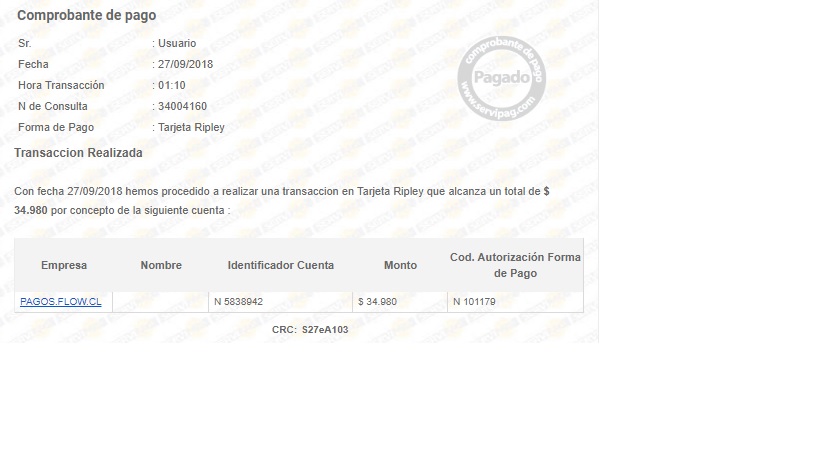 Comprobante de pago
Sr. : Usuario
Fecha : 27/09/2018
Hora Transacción : 01:10
N de Consulta : 34004160
Forma de Pago : Tarjeta Ripley
comprobante de pago
Pagado
www.servipag.com
Transaccion Realizada
Con fecha 27/09/2018 hemos procedido a realizar una transaccion en Tarjeta Ripley que alcanza un total de $
34.980 por concepto de la siguiente cuenta :
Empresa Nombre Identificador Cuenta Monto Cod. Autorización Forma
de Pago
PAGOS.FLOW.CL N 5838942 $ 34.980 N 101179
CRC: S27eA103